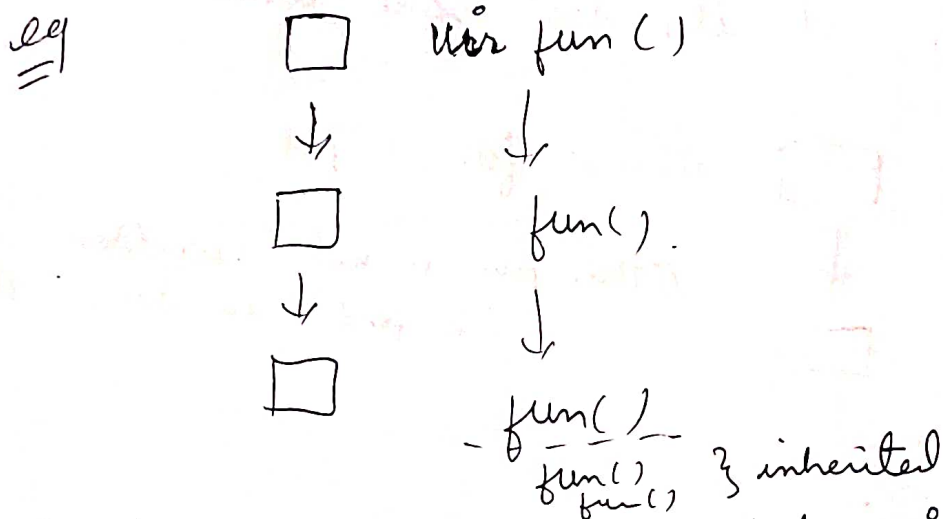 eg vir fun ()
fun().
fun()
fun() } inherited
fun()